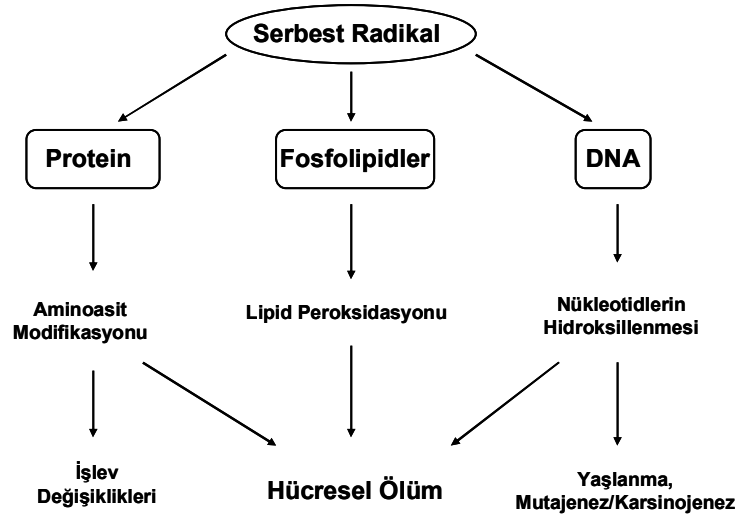 Serbest Radikal
Protein
Fosfolipidler
DNA
Aminoasit
Modifikasyonu
Lipid Peroksidasyonu
Nükleotidlerin
Hidroksillenmesi
İşlev
Değişiklikleri
Hücresel Ölüm
Yaşlanma,
Mutajenez/Karsinojenez